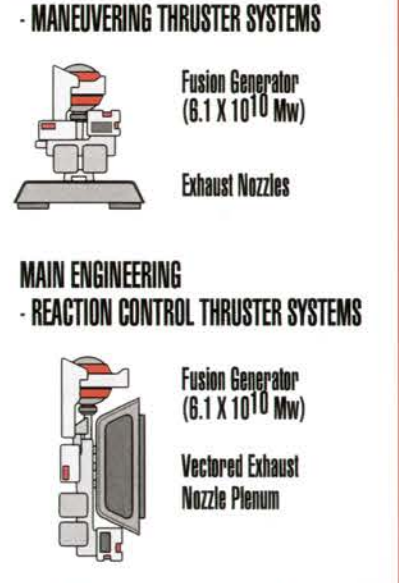 - MANEUVERING THRUSTER SYSTEMS
Fusion Generator
(6.1 X 10¹⁰ Mw)
Exhaust Nozzles
MAIN ENGINEERING
- REACTION CONTROL THRUSTER SYSTEMS
Fusion Generator
(6.1 X 10¹⁰ Mw)
Vectored Exhaust
Nozzle Plenum